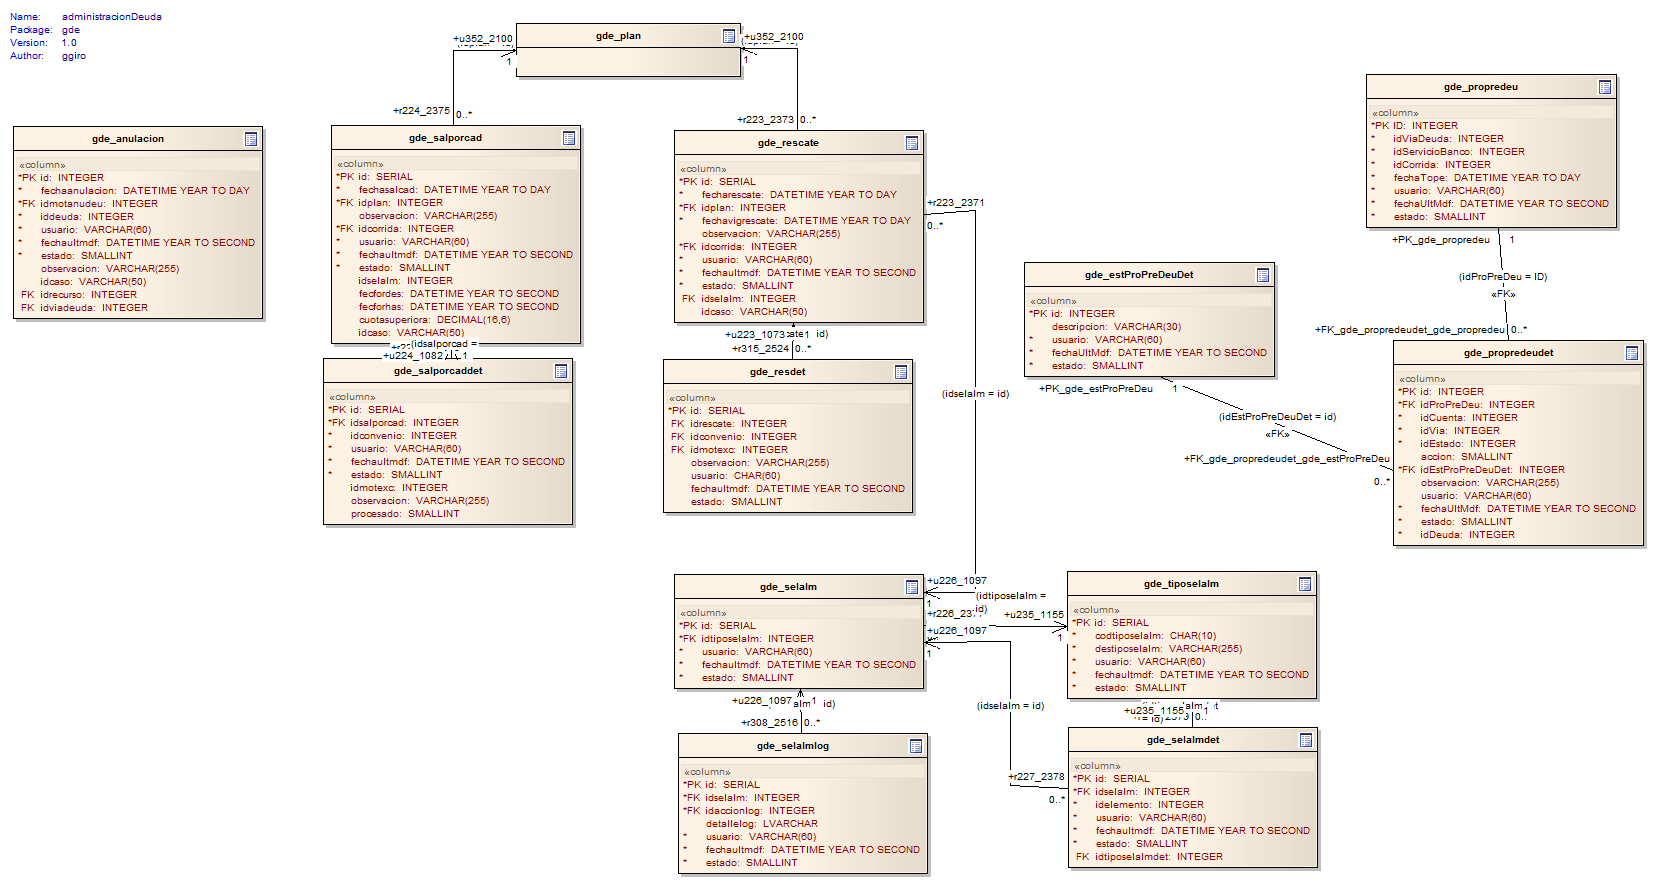 Name: administracionDeuda
Package: gde
Version: 1.0
Author: ggiro
gde_plan
+u352_2100
1
+u352_2100
1
+r224_2375
0..*
+r223_2373 0..*
gde_anulacion
«column»
*PK id: INTEGER
* fechaanulacion: DATETIME YEAR TO DAY
*FK idmotanudeu: INTEGER
* iddeuda: INTEGER
* usuario: VARCHAR(60)
* fechaultmdf: DATETIME YEAR TO SECOND
* estado: SMALLINT
observacion: VARCHAR(255)
idcaso: VARCHAR(50)
FK idrecurso: INTEGER
FK idviadeuda: INTEGER
gde_salporcad
«column»
*PK id: SERIAL
* fechasalcad: DATETIME YEAR TO DAY
*FK idplan: INTEGER
observacion: VARCHAR(255)
*FK idcorrida: INTEGER
* usuario: VARCHAR(60)
* fechaultmdf: DATETIME YEAR TO SECOND
* estado: SMALLINT
idselalm: INTEGER
fecfordes: DATETIME YEAR TO SECOND
fecforhas: DATETIME YEAR TO SECOND
cuotasuperiora: DECIMAL(16,6)
idcaso: VARCHAR(50)
(idsalporcad =
+u224_1082
1
gde_salporcaddet
«column»
*PK id: SERIAL
*FK idsalporcad: INTEGER
* idconvenio: INTEGER
* usuario: VARCHAR(60)
* fechaultmdf: DATETIME YEAR TO SECOND
* estado: SMALLINT
idmotexc: INTEGER
observacion: VARCHAR(255)
procesado: SMALLINT
gde_rescate
«column»
*PK id: SERIAL
* fecharescate: DATETIME YEAR TO DAY
*FK idplan: INTEGER
* fechavigrescate: DATETIME YEAR TO DAY
observacion: VARCHAR(255)
*FK idcorrida: INTEGER
* usuario: VARCHAR(60)
* fechaultmdf: DATETIME YEAR TO SECOND
* estado: SMALLINT
FK idselalm: INTEGER
idcaso: VARCHAR(50)
+r223_2371
0..*
+u223_1073
1 id)
+r315_2524 0..*
gde_resdet
«column»
*PK id: SERIAL
FK idrescate: INTEGER
FK idconvenio: INTEGER
FK idmotexc: INTEGER
observacion: VARCHAR(255)
usuario: CHAR(60)
fechaultmdf: DATETIME YEAR TO SECOND
estado: SMALLINT
(idselalm = id)
gde_estProPreDeuDet
«column»
*PK id: INTEGER
descripcion: VARCHAR(30)
* usuario: VARCHAR(60)
* fechaUltMdf: DATETIME YEAR TO SECOND
* estado: SMALLINT
+PK_gde_estProPreDeu 1
(idEstProPreDeuDet = id)
«FK»
+FK_gde_propredeudet_gde_estProPreDeu
0..*
gde_propredeu
«column»
*PK ID: INTEGER
* idViaDeuda: INTEGER
* idServicioBanco: INTEGER
* idCorrida: INTEGER
* fechaTope: DATETIME YEAR TO DAY
* usuario: VARCHAR(60)
* fechaUltMdf: DATETIME YEAR TO SECOND
* estado: SMALLINT
+PK_gde_propredeu 1
(idProPreDeu = ID)
«FK»
+FK_gde_propredeudet_gde_propredeu 0..*
gde_propredeudet
«column»
*PK id: INTEGER
*FK idProPreDeu: INTEGER
* idCuenta: INTEGER
* idVia: INTEGER
* idEstado: INTEGER
accion: SMALLINT
*FK idEstProPreDeuDet: INTEGER
observacion: VARCHAR(255)
usuario: VARCHAR(60)
* fechaUltMdf: DATETIME YEAR TO SECOND
* estado: SMALLINT
* idDeuda: INTEGER
gde_selalm
«column»
*PK id: SERIAL
*FK idtiposelalm: INTEGER
* usuario: VARCHAR(60)
* fechaultmdf: DATETIME YEAR TO SECOND
* estado: SMALLINT
+u226_1097
1
(idtiposelalm =
id)
+u235_1155
1
+u226_1097
1
gde_tiposelalm
«column»
*PK id: SERIAL
* codtiposelalm: CHAR(10)
* destiposelalm: VARCHAR(255)
* usuario: VARCHAR(60)
* fechaultmdf: DATETIME YEAR TO SECOND
* estado: SMALLINT
+u226_1097
1 id)
+r308_2516 0..*
(idselalm = id)
+u235_1155
1
gde_selalmlog
«column»
*PK id: SERIAL
*FK idselalm: INTEGER
*FK idaccionlog: INTEGER
detallelog: LVARCHAR
* usuario: VARCHAR(60)
* fechaultmdf: DATETIME YEAR TO SECOND
* estado: SMALLINT
+r227_2378
0..*
gde_selalmdet
«column»
*PK id: SERIAL
*FK idselalm: INTEGER
* idelemento: INTEGER
* usuario: VARCHAR(60)
* fechaultmdf: DATETIME YEAR TO SECOND
* estado: SMALLINT
FK idtiposelalmdet: INTEGER